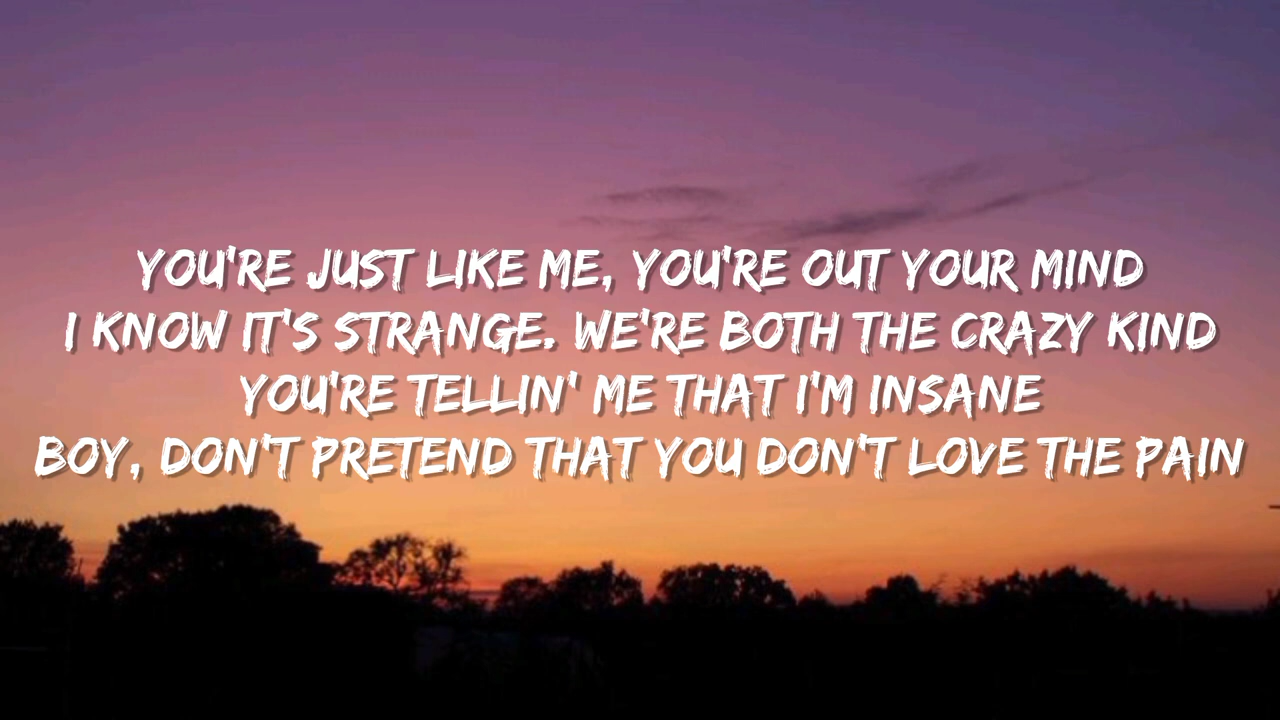 YOU'RE JUST LIKE ME, YOU'RE OUT YOUR MIND
I KNOW IT'S STRANGE. WE'RE BOTH THE CRAZY KIND
YOU'RE TELLIN' ME THAT I'M INSANE
BOY, DON'T PRETEND THAT YOU DON'T LOVE THE PAIN